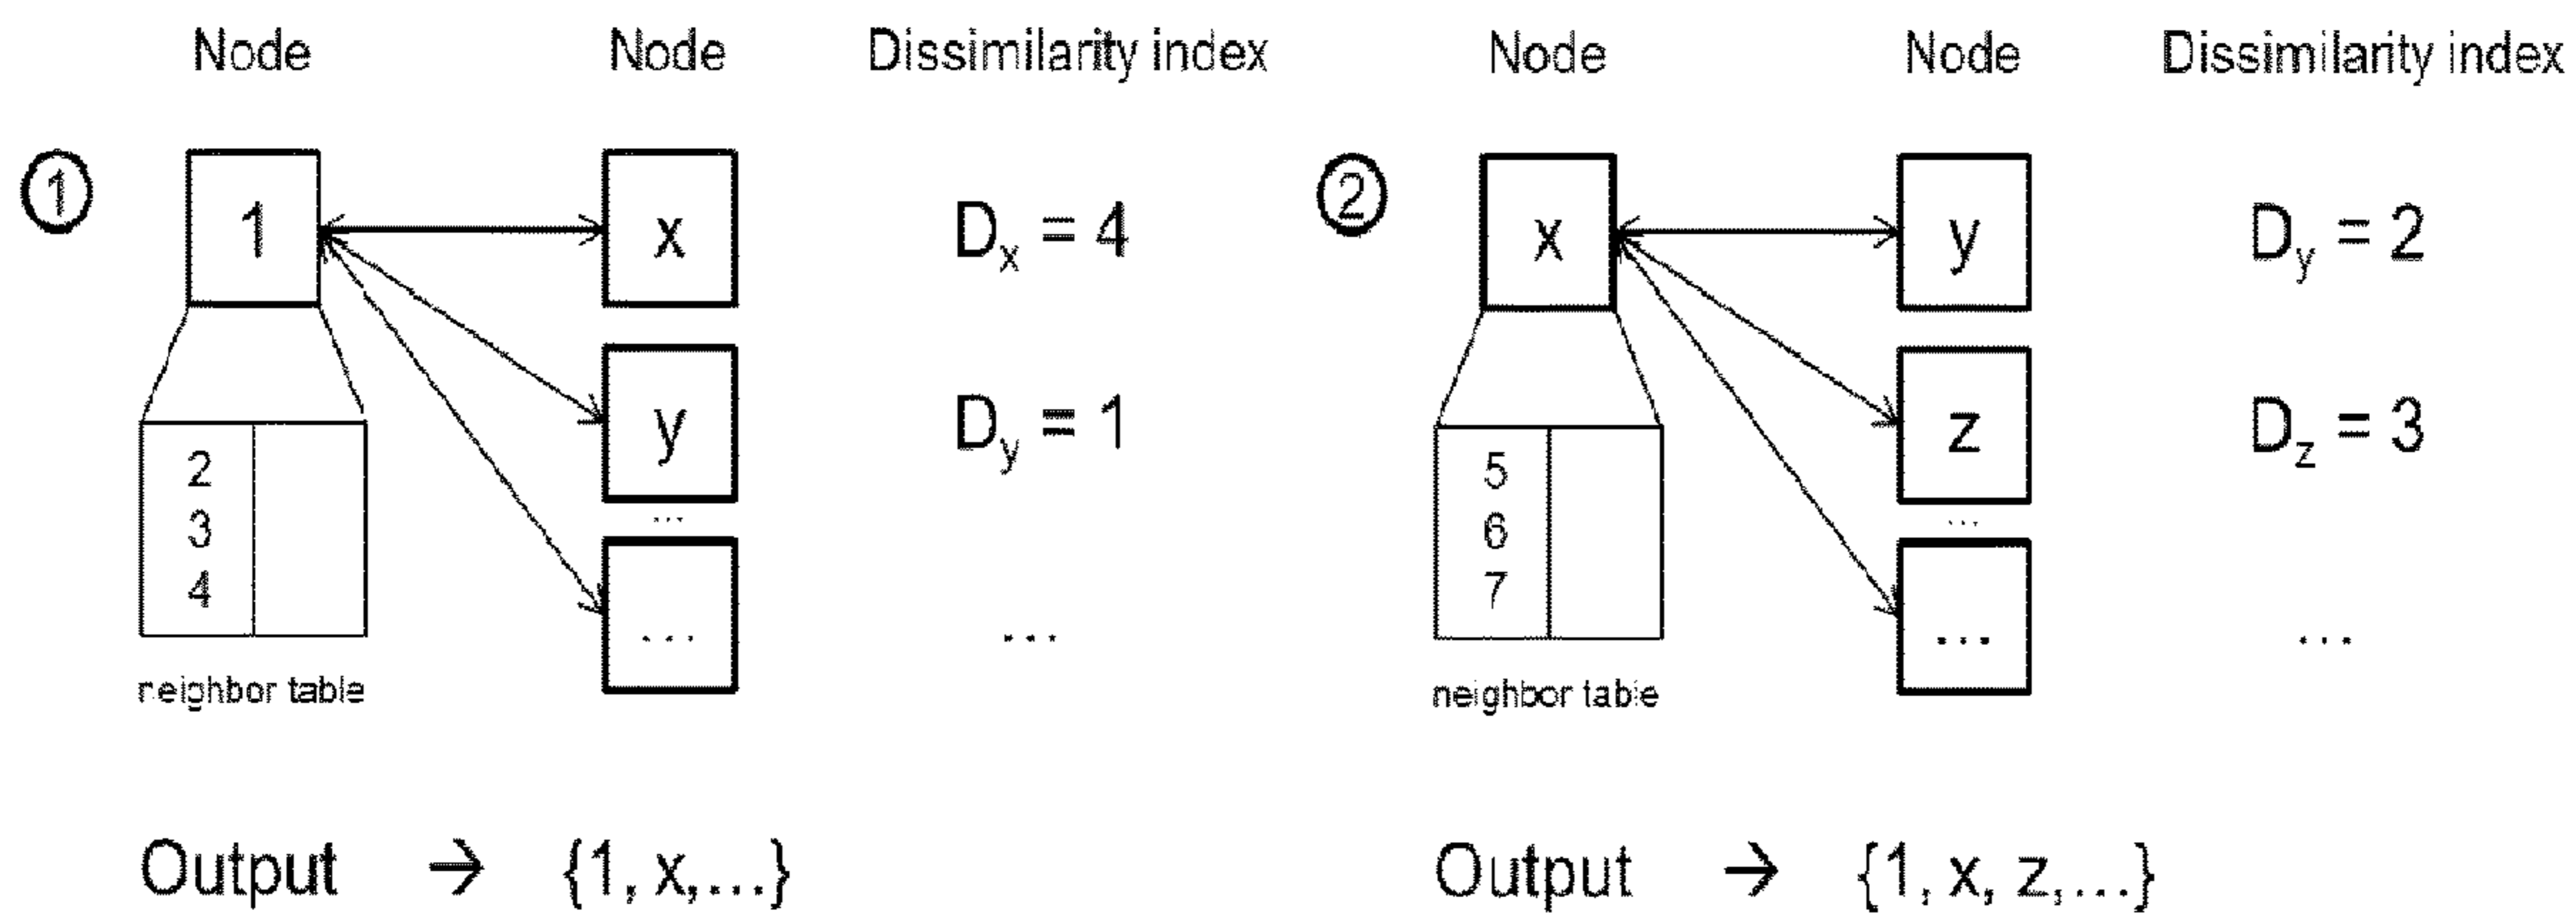 Node Node Dissimilarity index
① 1 x Dx = 4
y Dy = 1
...
2
3
4
... ...
neighbor table
Output → {1, x,...}
Node Node Dissimilarity index
② x y Dy = 2
z Dz = 3
...
5
6
7
... ...
neighbor table
Output → {1, x, z,...}